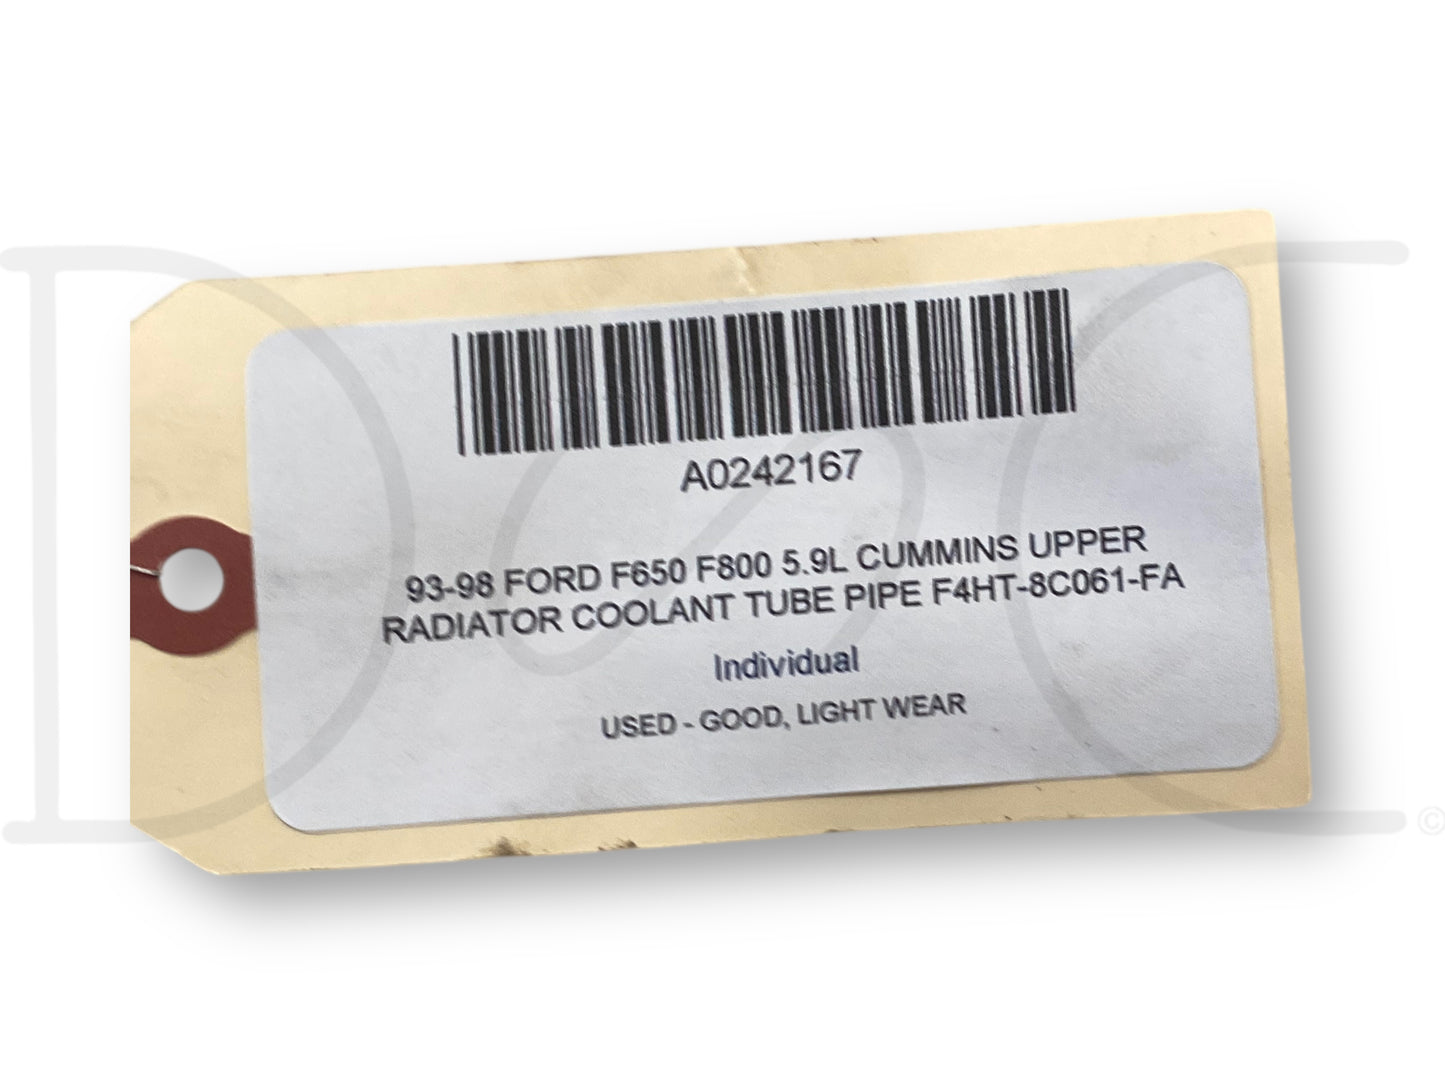 A0242167
93-98 FORD F650 F800 5.9L CUMMINS UPPER
RADIATOR COOLANT TUBE PIPE F4HT-8C061-FA
Individual
USED - GOOD, LIGHT WEAR
DC
©